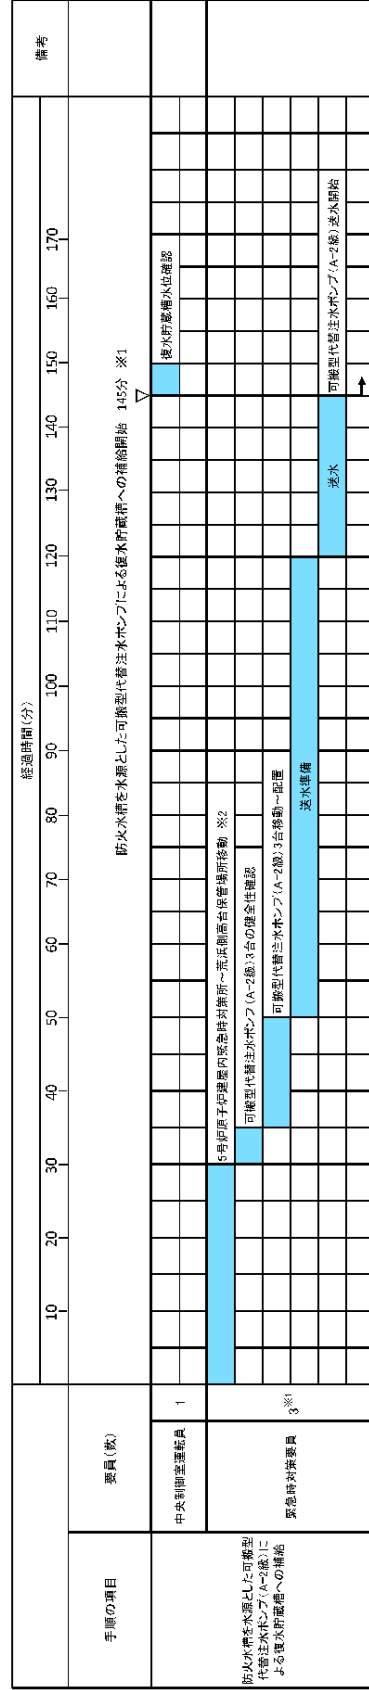 手順の項目
要員(数)
経過時間(分)
備考
10
20
30
40
50
60
70
80
90
100
110
120
130
140
150
160
170
防火水槽を水源とした可搬型代替注水ポンプによる復水貯蔵槽への補給開始 145分 ※1
防火水槽を水源とした可搬型
代替注水ポンプ(A-2級)に
よる復水貯蔵槽への補給
中央制御室運転員
1
復水貯蔵槽水位確認
緊急時対策要員
3※1
5号炉原子炉建屋内緊急時対策所~荒浜側高台保管場所移動 ※2
可搬型代替注水ポンプ(A-2級)3台の健全性確認
可搬型代替注水ポンプ(A-2級)3台移動~配置
送水準備
送水
可搬型代替注水ポンプ(A-2級)送水開始